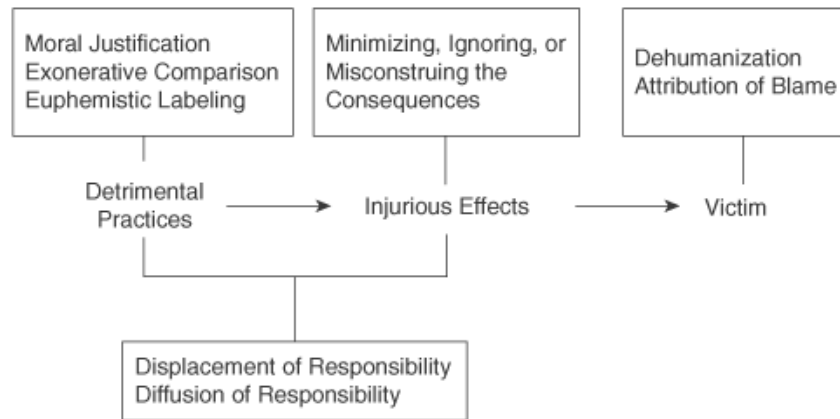 Moral Justification
Exonerative Comparison
Euphemistic Labeling
Minimizing, Ignoring, or
Misconstruing the
Consequences
Dehumanization
Attribution of Blame
Detrimental
Practices
Injurious Effects
Victim
Displacement of Responsibility
Diffusion of Responsibility